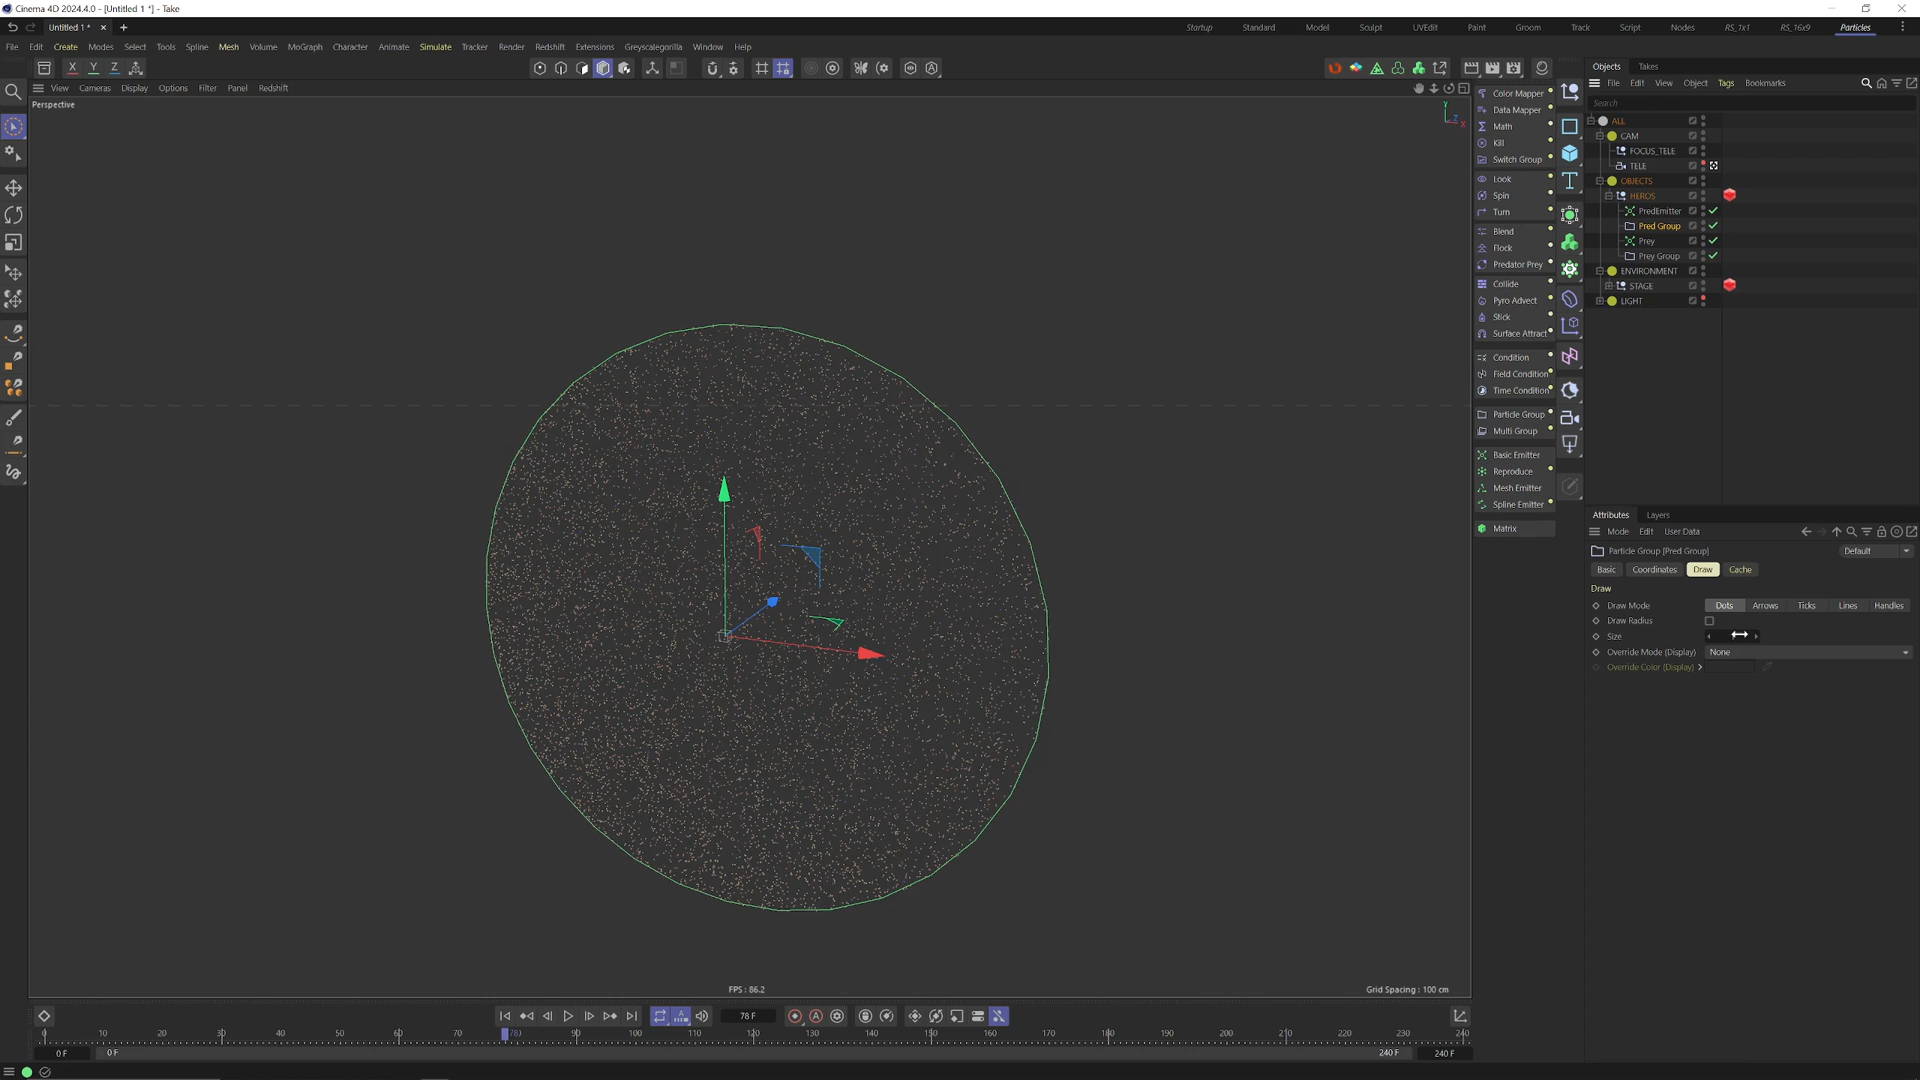 Cinema 4D 2024.4.0 - [Untitled 1 *] - Take
Untitled 1 *
Startup Standard Model Sculpt UVEdit Paint Groom Track Script Nodes RS_1x1 RS_16x9 Particles
File Edit Create Modes Select Tools Spline Mesh Volume MoGraph Character Animate Simulate Tracker Render Redshift Extensions Greyscalegorilla Window Help
X Y Z
Objects Takes
View Cameras Display Options Filter Panel Redshift
File Edit View Object Tags Bookmarks
Perspective
Search
Color Mapper
Data Mapper
Math
Kill
Switch Group
Look
Spin
Turn
Blend
Flock
Predator Prey
Collide
Pyro Advect
Stick
Surface Attract
Condition
Field Condition
Time Condition
Particle Group
Multi Group
Basic Emitter
Reproduce
Mesh Emitter
Spline Emitter
Matrix
ALL
CAM
FOCUS_TELE
TELE
OBJECTS
HEROS
PredEmitter
Pred Group
Prey
Prey Group
ENVIRONMENT
STAGE
LIGHT
Attributes Layers
Mode Edit User Data
Particle Group [Pred Group] Default
Basic Coordinates Draw Cache
Draw
Draw Mode Dots Arrows Ticks Lines Handles
Draw Radius
Size
Override Mode (Display) None
Override Color (Display)
FPS : 86.2
Grid Spacing : 100 cm
78 F
0 10 20 30 40 50 60 70 (78) 90 100 110 120 130 140 150 160 170 180 190 200 210 220 230 240
0 F 0 F 240 F 240 F